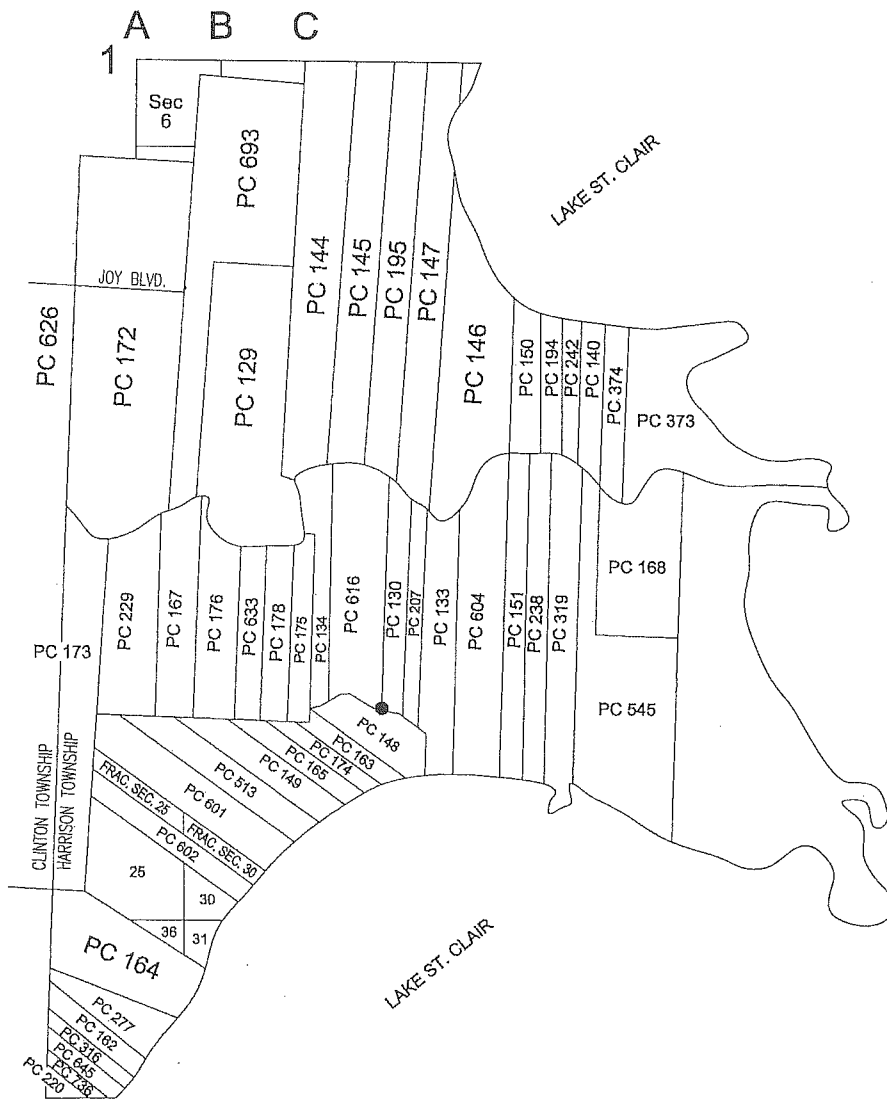 A B C
1
Sec
6
LAKE ST. CLAIR
PC 693
PC 144
PC 145
PC 195
PC 147
JOY BLVD.
PC 626
PC 172
PC 129
PC 146
PC 150
PC 194
PC 242
PC 140
PC 374
PC 373
PC 173
PC 229
PC 167
PC 176
PC 633
PC 178
PC 175
PC 134
PC 616
PC 130
PC 207
PC 133
PC 604
PC 151
PC 238
PC 319
PC 168
PC 545
CLINTON TOWNSHIP
HARRISON TOWNSHIP
PC 148
PC 163
PC 174
PC 165
PC 149
PC 513
PC 601
FRAC. SEC. 25
FRAC. SEC. 30
PC 602
25
30
36
31
PC 164
LAKE ST. CLAIR
PC 277
PC 162
PC 316
PC 645
PC 736
PC 220